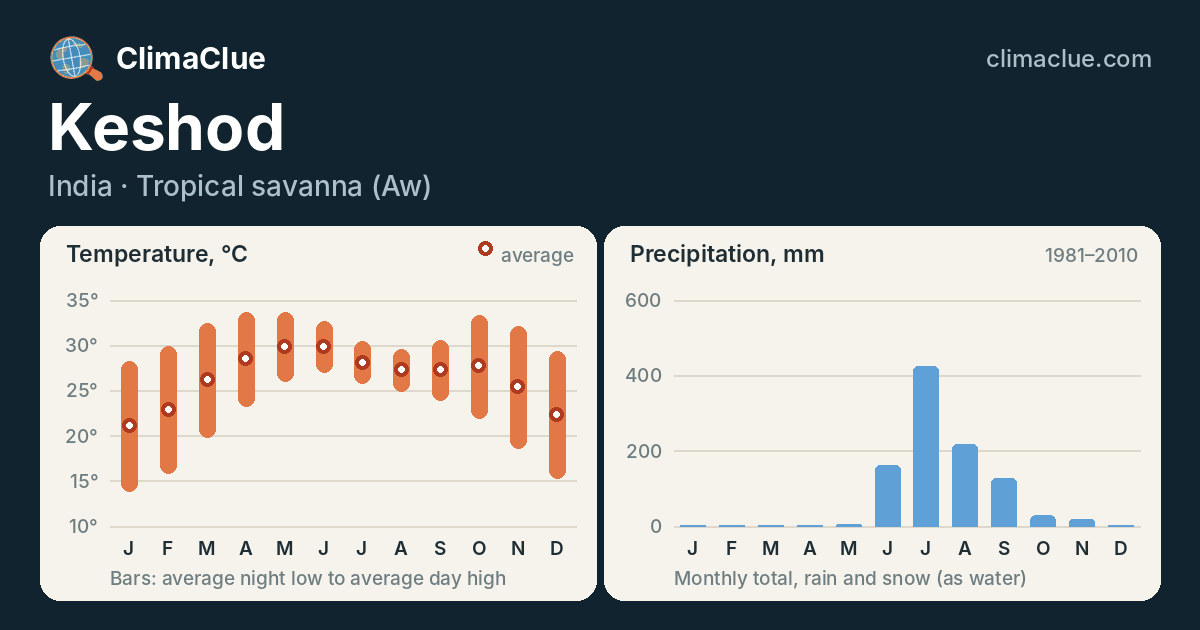 ClimaClue
climaclue.com
Keshod
India · Tropical savanna (Aw)
Temperature, °C
average
35°
30°
25°
20°
15°
10°
J F M A M J J A S O N D
Bars: average night low to average day high
Precipitation, mm
1981–2010
600
400
200
0
J F M A M J J A S O N D
Monthly total, rain and snow (as water)